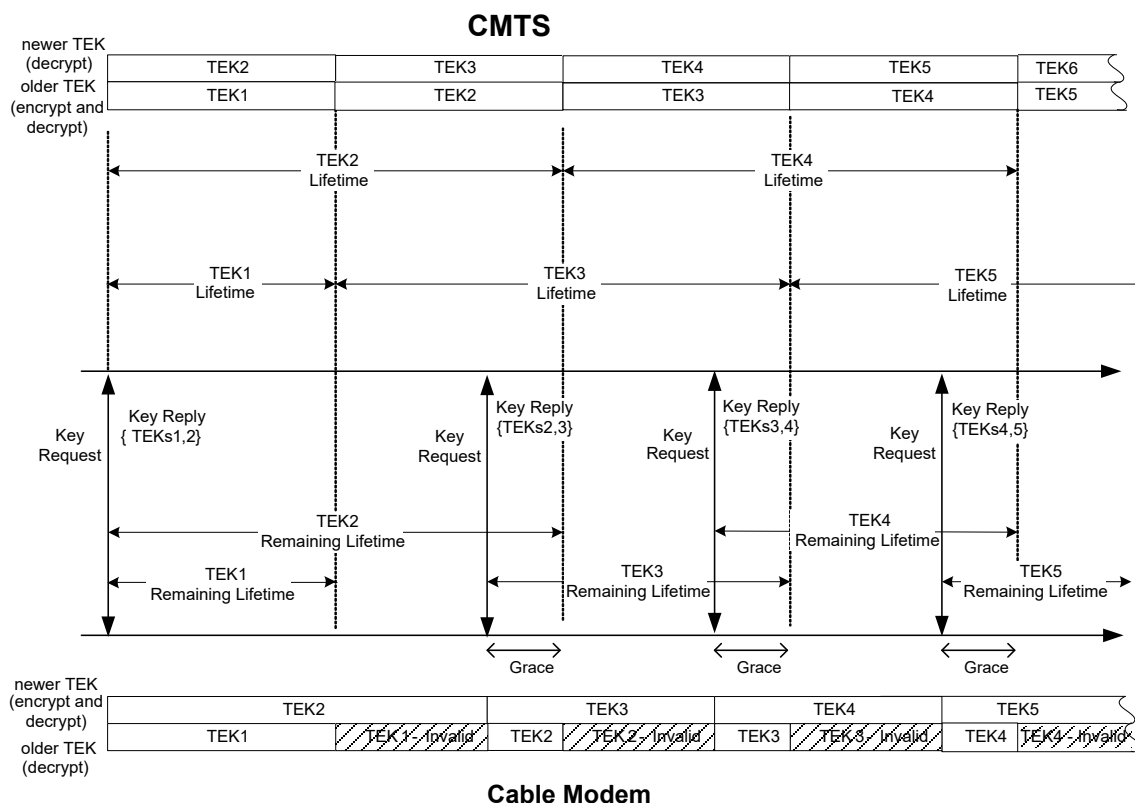 CMTS
newer TEK
(decrypt)
TEK2
TEK3
TEK4
TEK5
TEK6
older TEK
(encrypt and
decrypt)
TEK1
TEK2
TEK3
TEK4
TEK5
TEK2
Lifetime
TEK4
Lifetime
TEK1
Lifetime
TEK3
Lifetime
TEK5
Lifetime
Key
Request
Key Reply
{ TEKs1,2}
Key
Request
Key Reply
{TEKs2,3}
Key
Request
Key Reply
{TEKs3,4}
Key
Request
Key Reply
{TEKs4,5}
TEK2
Remaining Lifetime
TEK4
Remaining Lifetime
TEK1
Remaining Lifetime
TEK3
Remaining Lifetime
TEK5
Remaining Lifetime
Grace
Grace
Grace
newer TEK
(encrypt and
decrypt)
TEK2
TEK3
TEK4
TEK5
older TEK
(decrypt)
TEK1
TEK 1 - Invalid
TEK2
TEK2 - Invalid
TEK3
TEK3 - Invalid
TEK4
TEK4 - Invalid
Cable Modem